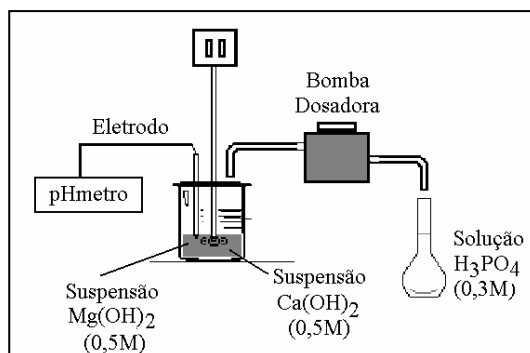 Bomba
Dosadora
Eletrodo
pHmetro
Solução
H₃PO₄
(0,3M)
Suspensão
Mg(OH)₂
(0,5M)
Suspensão
Ca(OH)₂
(0,5M)